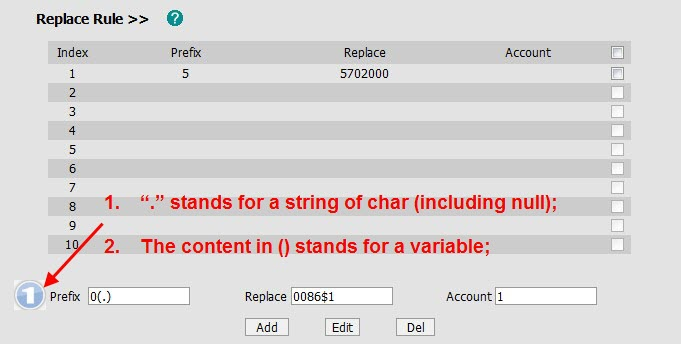 Replace Rule >> ?
Index Prefix Replace Account
1 5 5702000
2
3
4
5
6
7
1. “.” stands for a string of char (including null);
8
9
10 2. The content in () stands for a variable;
1 Prefix 0(.) Replace 0086$1 Account 1
Add Edit Del